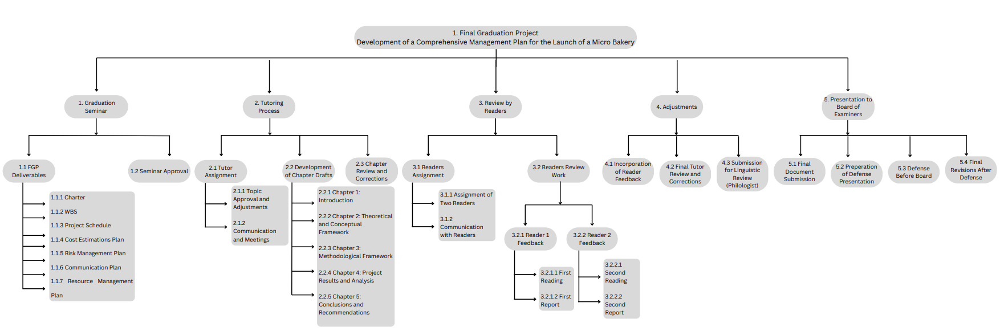 1. Final Graduation Project
Development of a Comprehensive Management Plan for the Launch of a Micro Bakery
1. Graduation
Seminar
2. Tutoring
Process
3. Review by
Readers
4. Adjustments
5. Presentation to
Board of
Examiners
1.1 FGP
Deliverables
1.2 Seminar Approval
2.1 Tutor
Assignment
2.2 Development
of Chapter Drafts
2.3 Chapter
Review and
Corrections
3.1 Readers
Assignment
3.2 Readers Review
Work
4.1 Incorporation
of Reader
Feedback
4.2 Final Tutor
Review and
Corrections
4.3 Submission
for Linguistic
Review
(Philologist)
5.1 Final
Document
Submission
5.2 Preperation
of Defense
Presentation
5.3 Defense
Before Board
5.4 Final
Revisions After
Defense
1.1.1 Charter
1.1.2 WBS
1.1.3 Project Schedule
1.1.4 Cost Estimations Plan
1.1.5 Risk Management Plan
1.1.6 Communication Plan
1.1.7 Resource Management
Plan
2.1.1 Topic
Approval and
Adjustments
2.1.2
Communication
and Meetings
2.2.1 Chapter 1:
Introduction
2.2.2 Chapter 2: Theoretical
and Conceptual
Framework
2.2.3 Chapter 3:
Methodological Framework
2.2.4 Chapter 4: Project
Results and Analysis
2.2.5 Chapter 5:
Conclusions and
Recommendations
3.1.1 Assignment of
Two Readers
3.1.2
Communication
with Readers
3.2.1 Reader 1
Feedback
3.2.2 Reader 2
Feedback
3.2.1.1 First
Reading
3.2.1.2 First
Report
3.2.2.1
Second
Reading
3.2.2.2
Second
Report